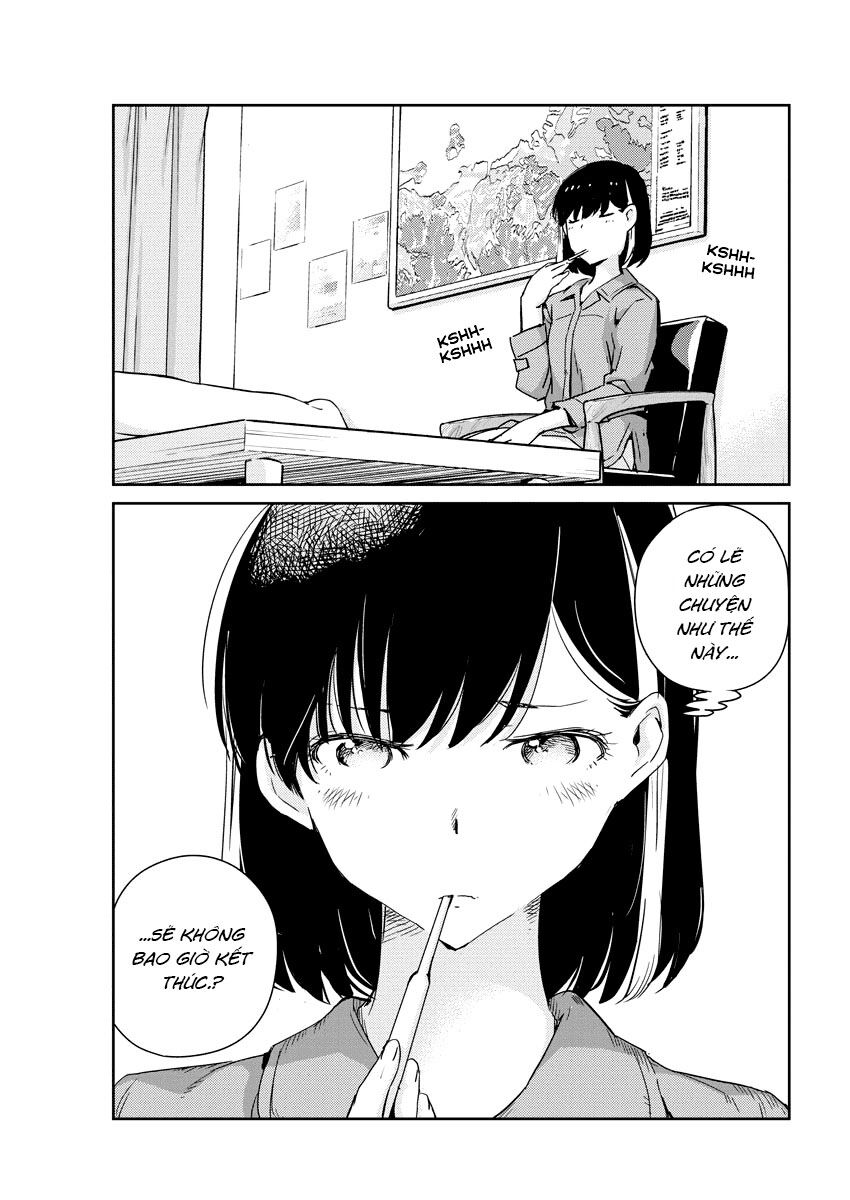 KSHH-
KSHHH
KSHH-
KSHHH
CÓ LẼ
NHỮNG
CHUYỆN
NHƯ THẾ
NÀY...
...SẼ KHÔNG
BAO GIỜ KẾT
THÚC.?